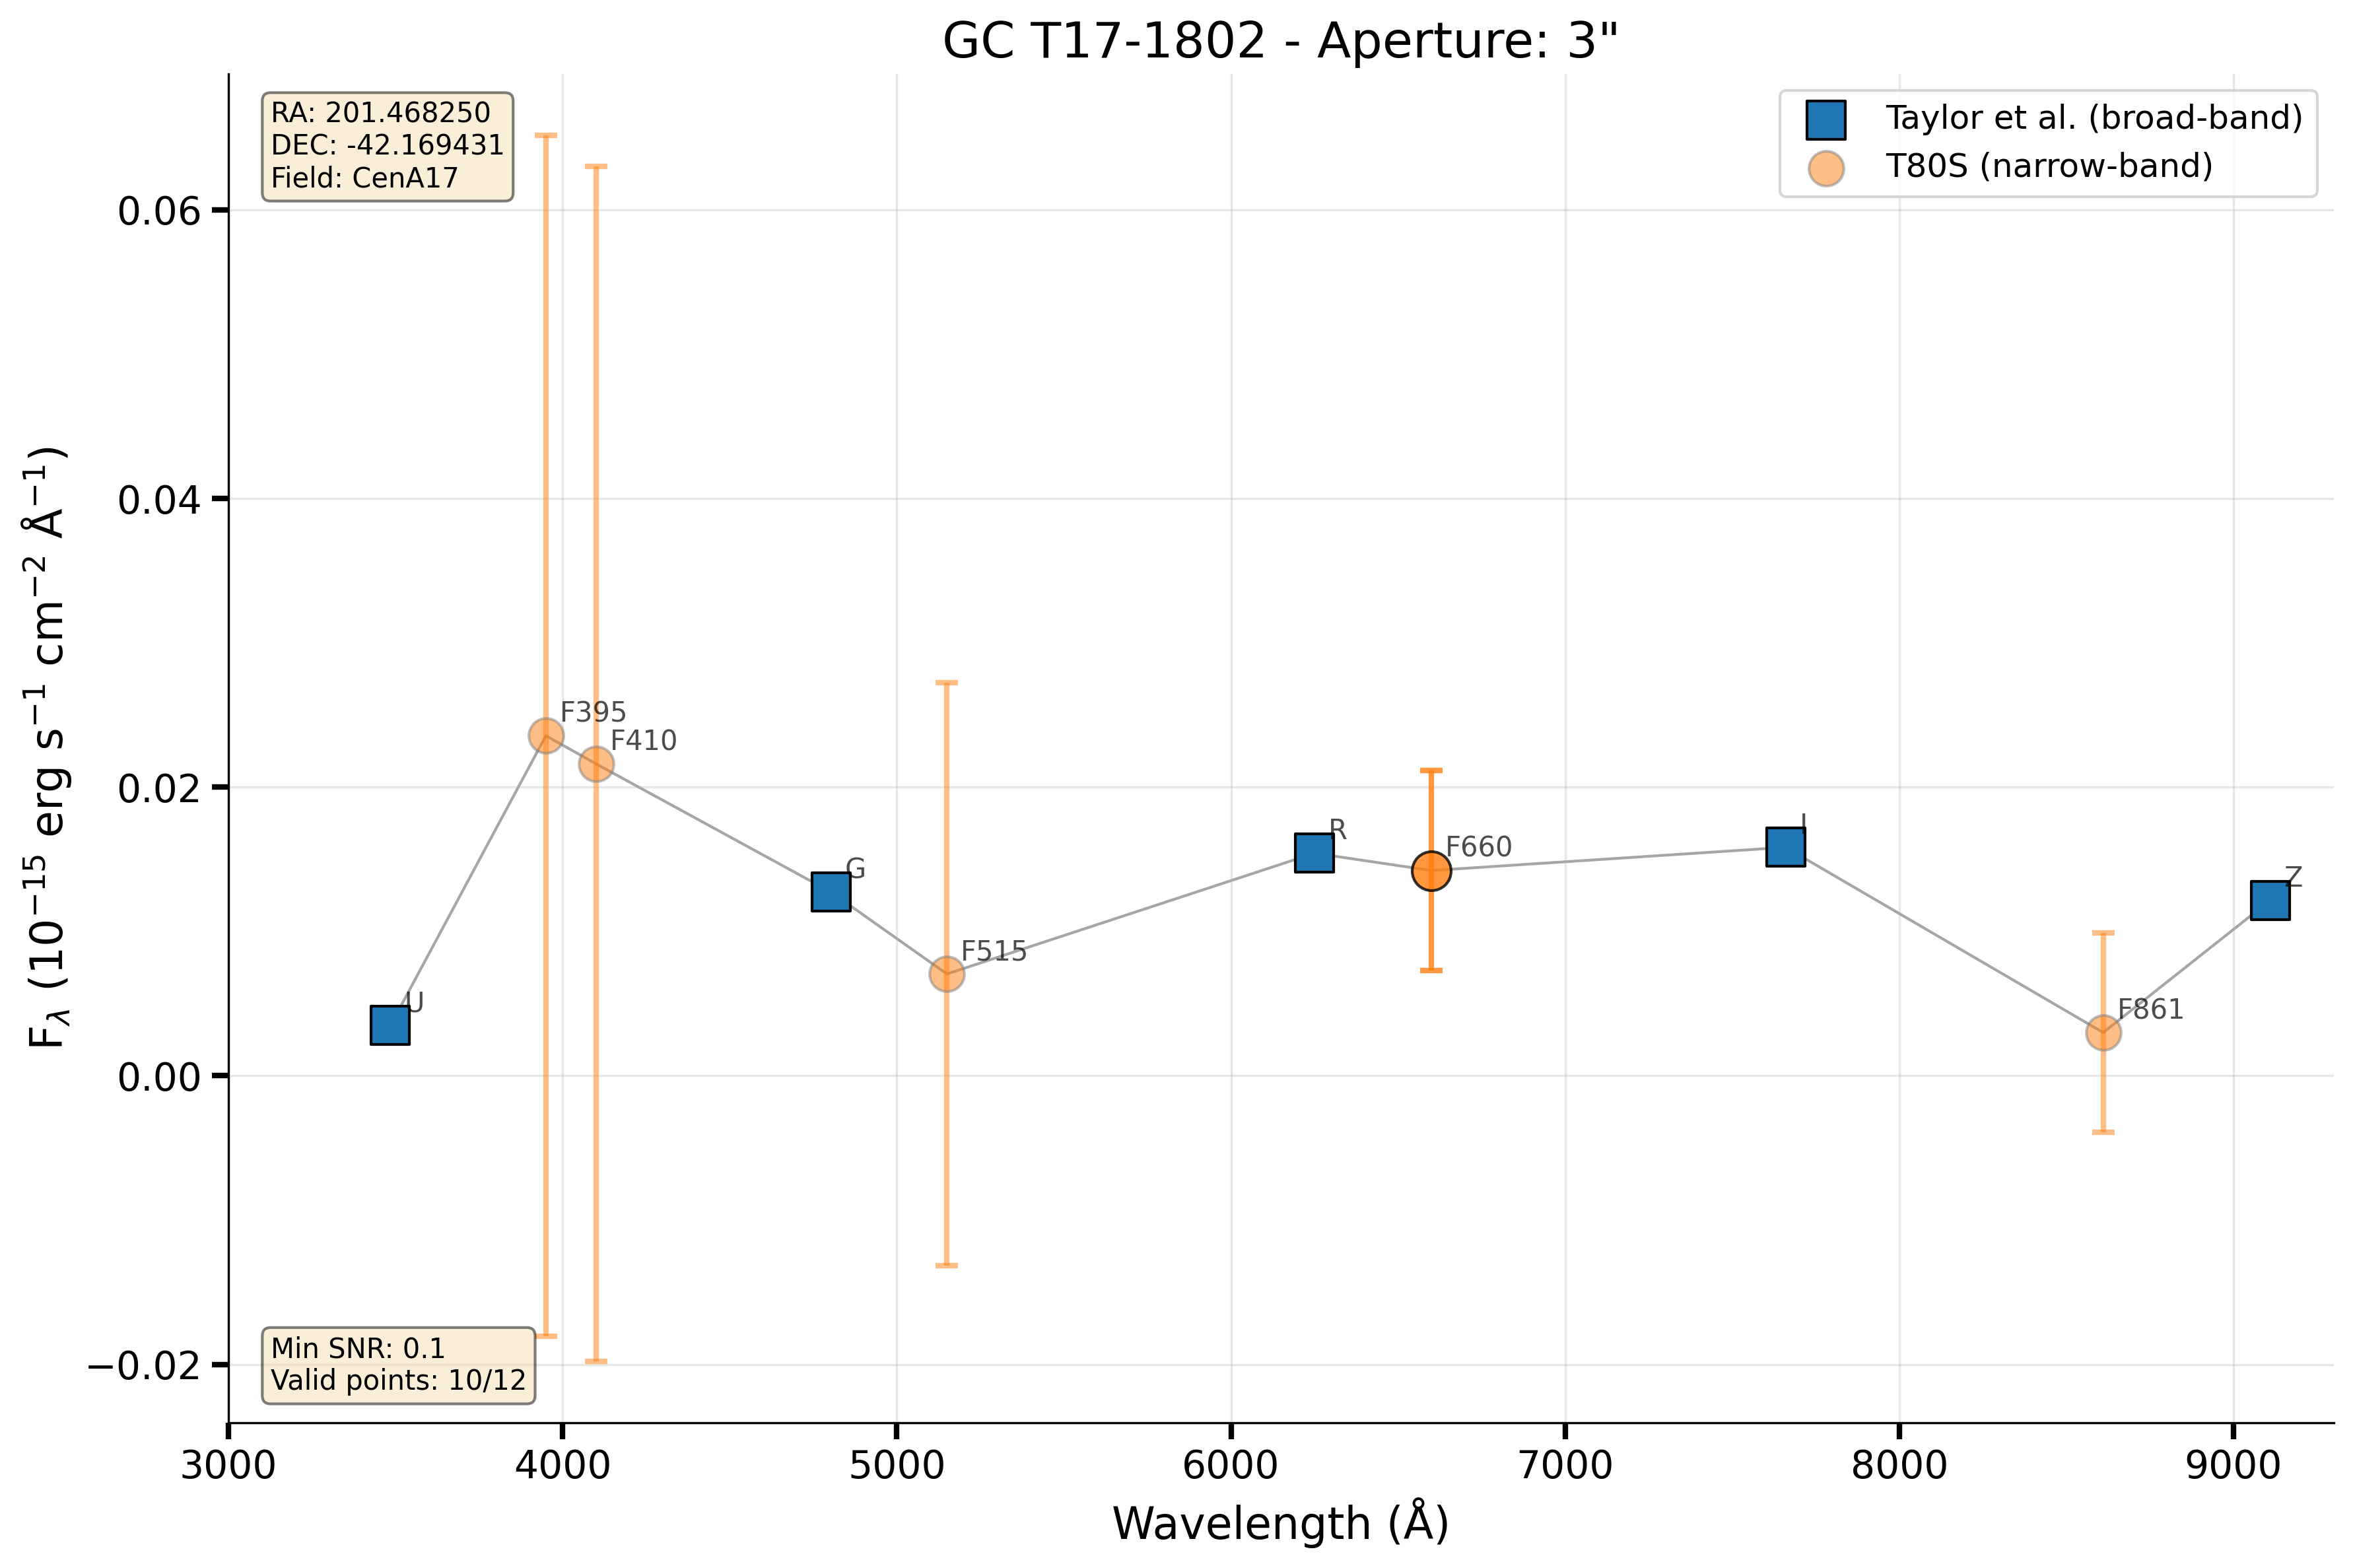 GC T17-1802 - Aperture: 3"
RA: 201.468250
DEC: -42.169431
Field: CenA17
Taylor et al. (broad-band)
T80S (narrow-band)
F_λ (10⁻¹⁵ erg s⁻¹ cm⁻² Å⁻¹)
0.06
0.04
0.02
0.00
−0.02
U
F395
F410
G
F515
R
F660
I
F861
Z
Min SNR: 0.1
Valid points: 10/12
3000 4000 5000 6000 7000 8000 9000
Wavelength (Å)